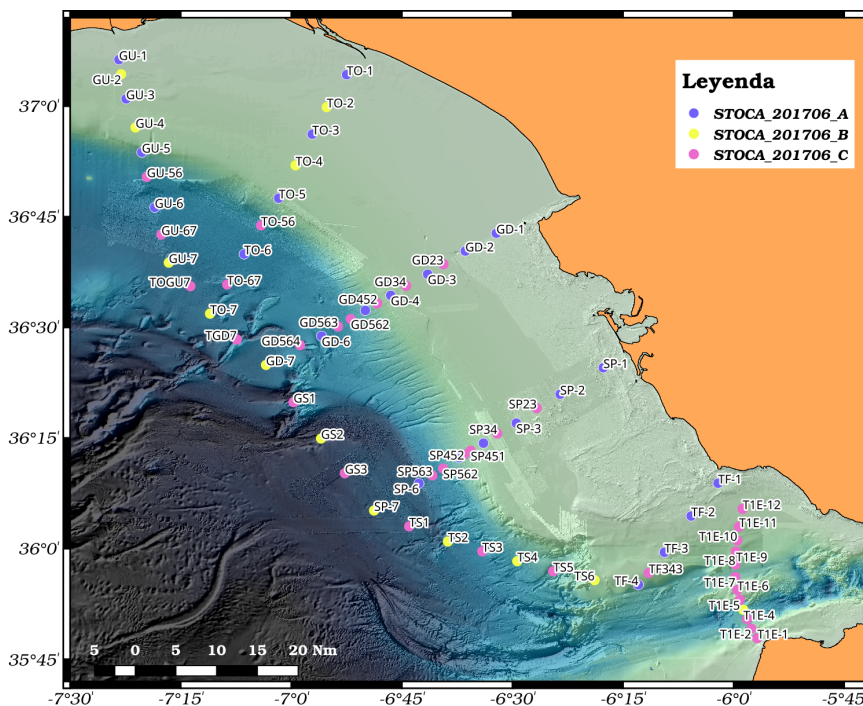 GU-1
GU-2
GU-3
GU-4
GU-5
GU-56
GU-6
GU-67
GU-7
TOGU7
TO-1
TO-2
TO-3
TO-4
TO-5
TO-56
TO-6
TO-67
TO-7
TGD7
GD-1
GD-2
GD23
GD-3
GD34
GD-4
GD452
GD562
GD563
GD-6
GD564
GD-7
GS1
GS2
GS3
SP-1
SP-2
SP23
SP-3
SP34
SP451
SP452
SP562
SP563
SP-6
SP-7
TS1
TS2
TS3
TS4
TS5
TS6
TF-1
TF-2
TF-3
TF343
TF-4
T1E-12
T1E-11
T1E-10
T1E-9
T1E-8
T1E-7
T1E-6
T1E-5
T1E-4
T1E-2
T1E-1
Leyenda
STOCA_201706_A
STOCA_201706_B
STOCA_201706_C
37°0'
36°45'
36°30'
36°15'
36°0'
35°45'
5 0 5 10 15 20 Nm
-7°30' -7°15' -7°0' -6°45' -6°30' -6°15' -6°0' -5°45'